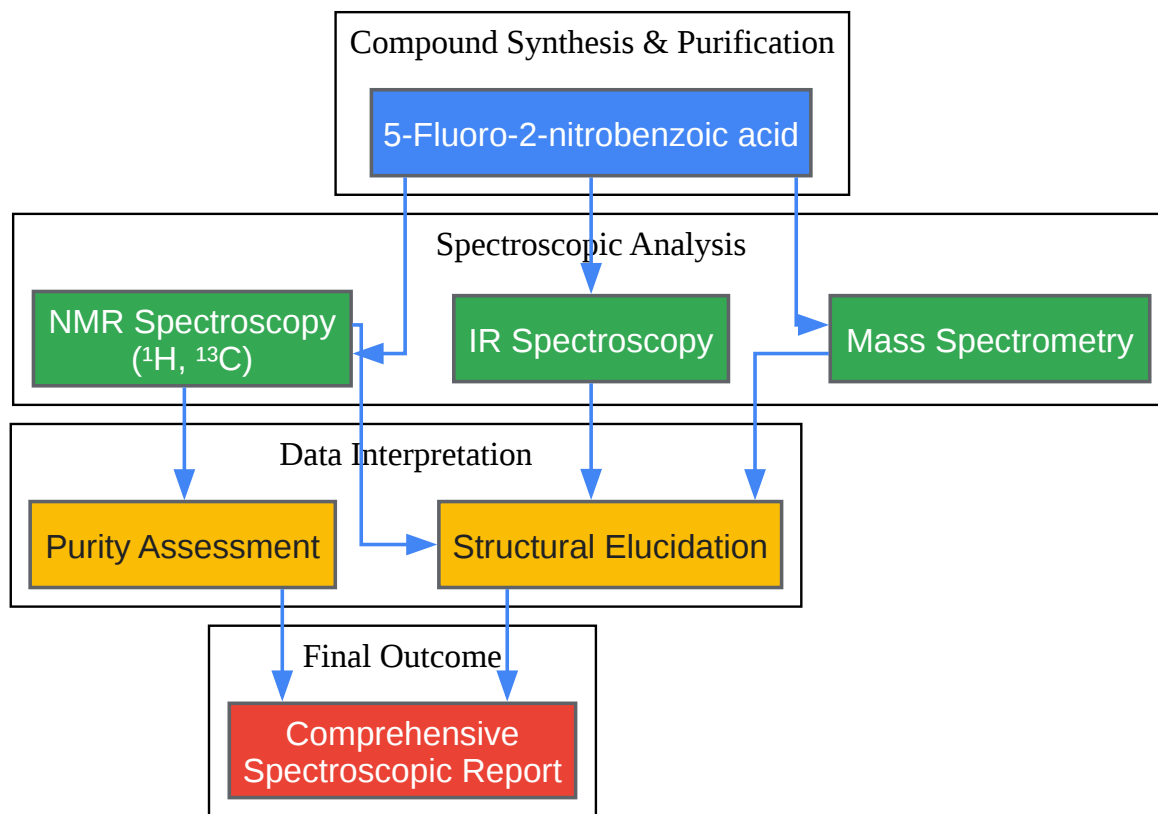 Compound Synthesis & Purification
5-Fluoro-2-nitrobenzoic acid
Spectroscopic Analysis
NMR Spectroscopy
(¹H, ¹³C)
IR Spectroscopy
Mass Spectrometry
Data Interpretation
Purity Assessment
Structural Elucidation
Final Outcome
Comprehensive
Spectroscopic Report